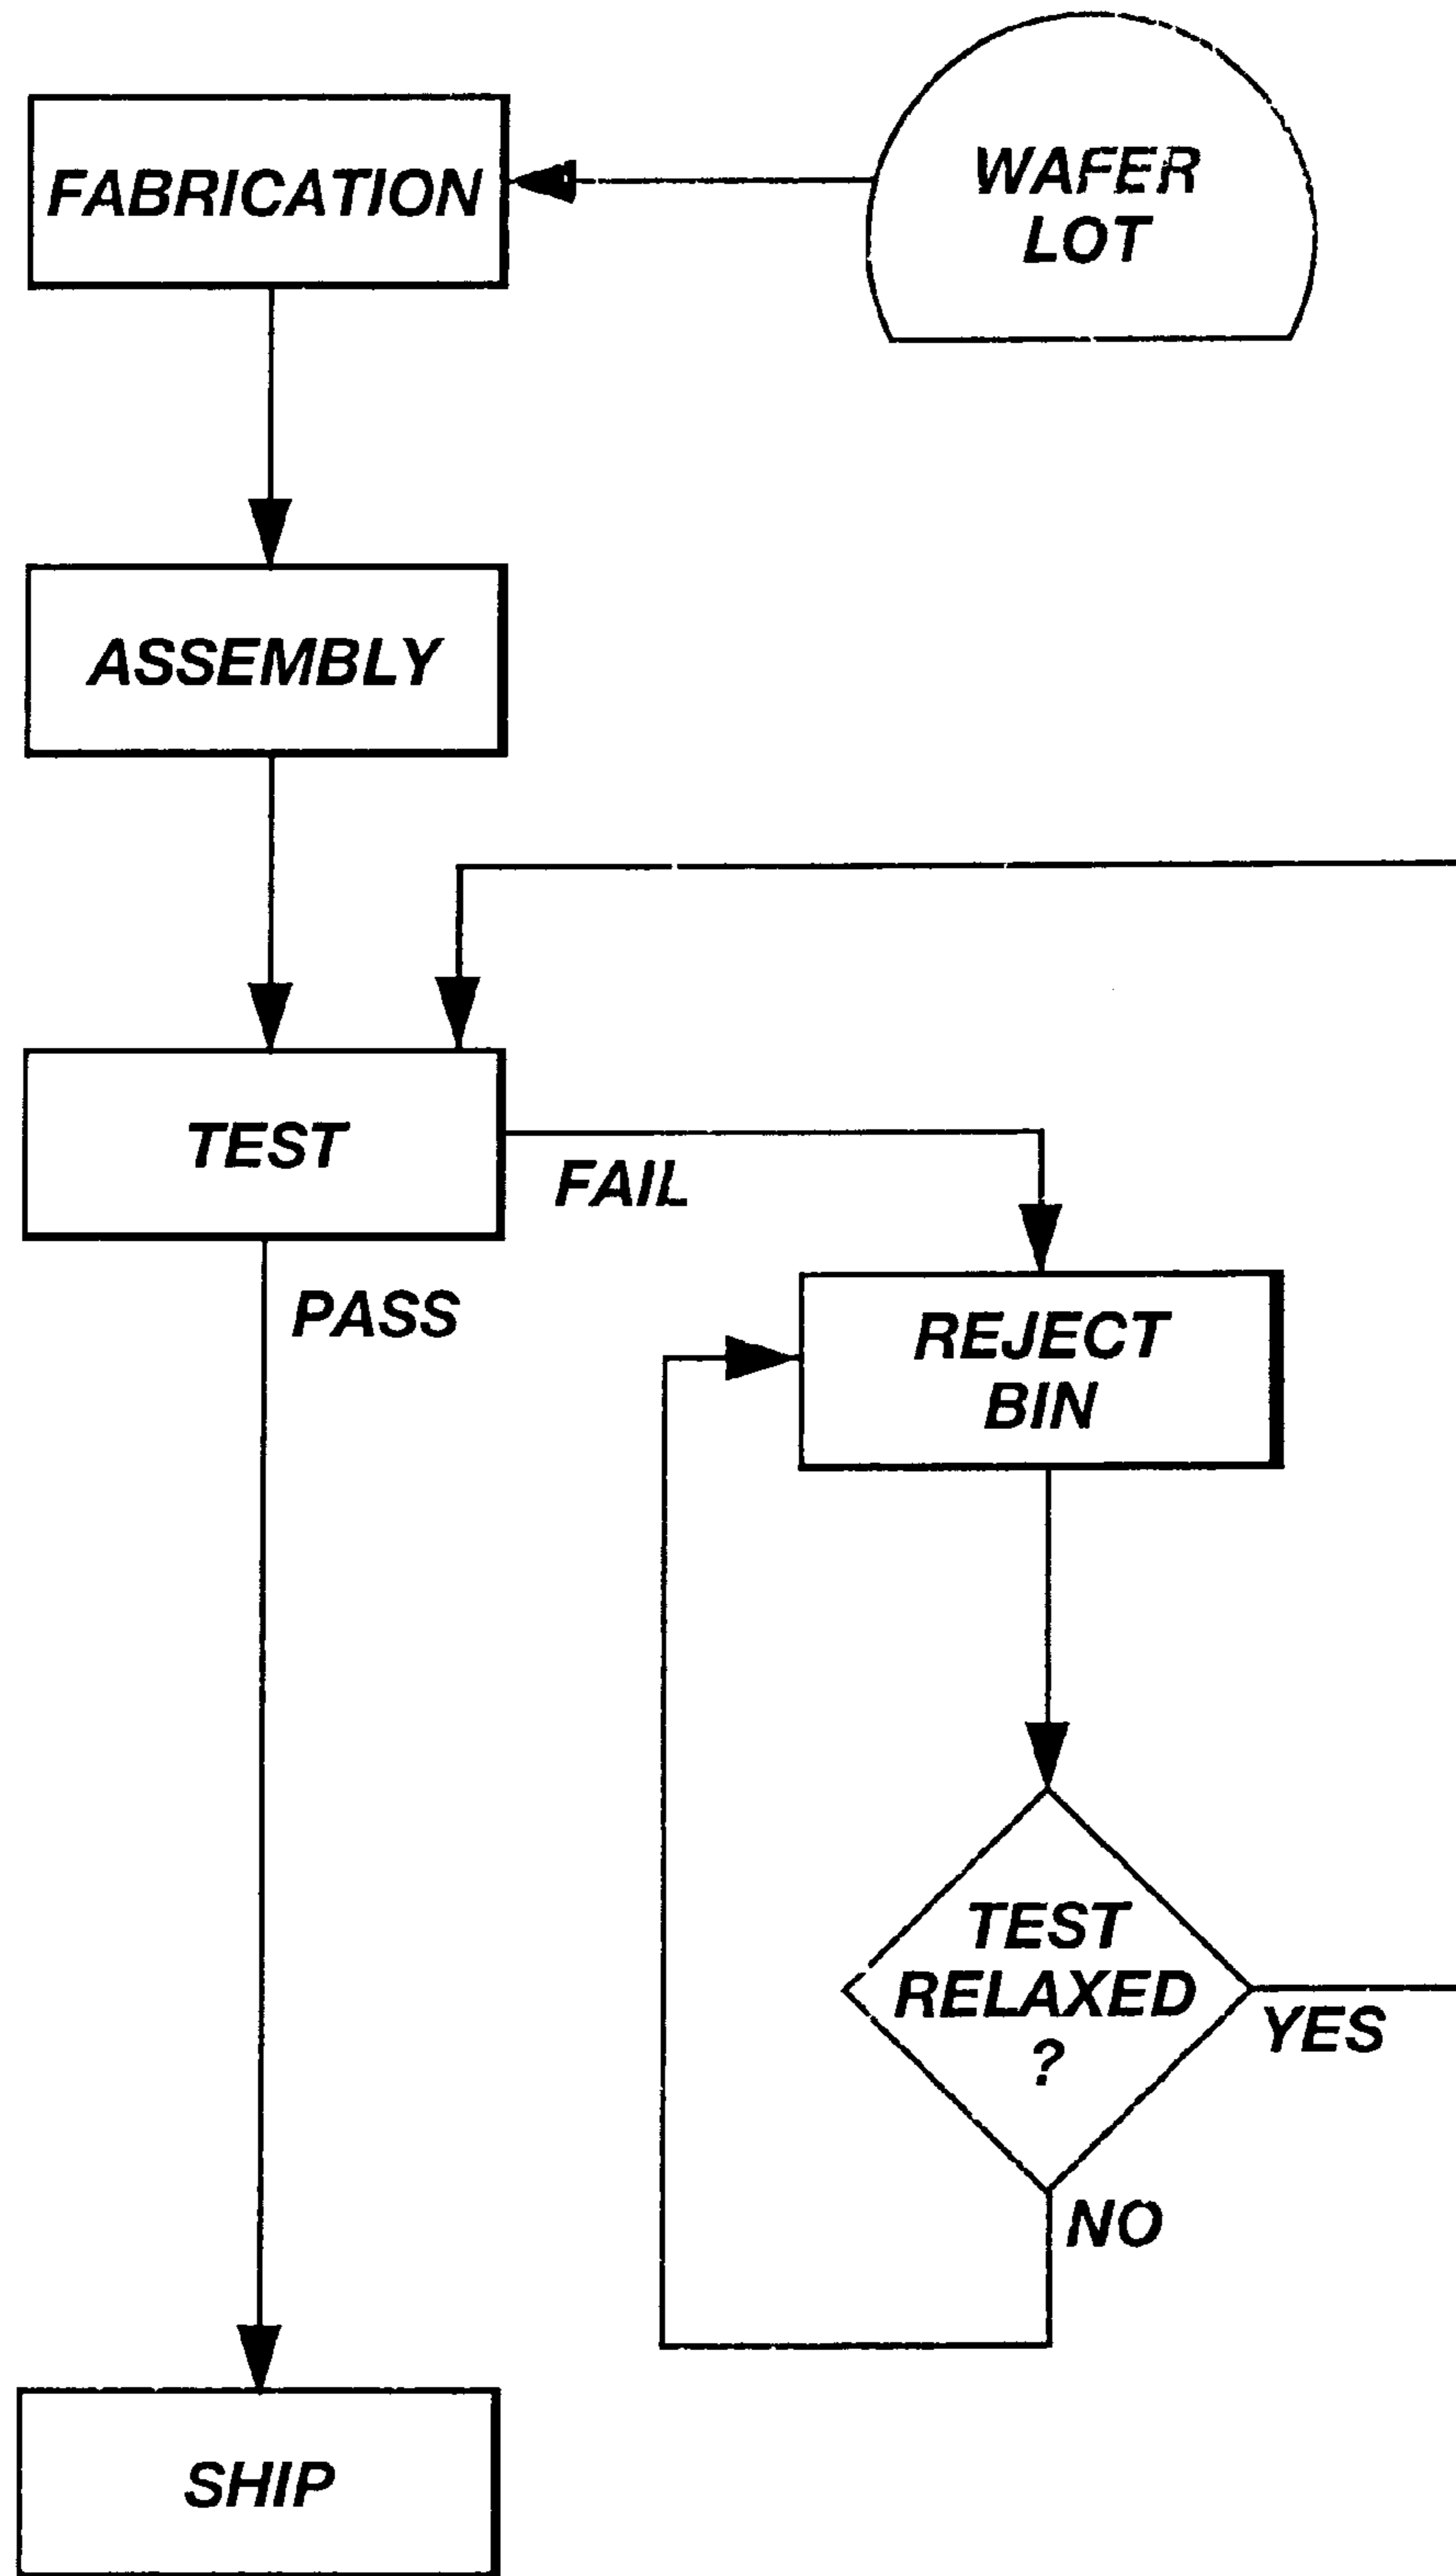 WAFER
LOT
FABRICATION
ASSEMBLY
TEST
FAIL
PASS
REJECT
BIN
TEST
RELAXED
?
YES
NO
SHIP